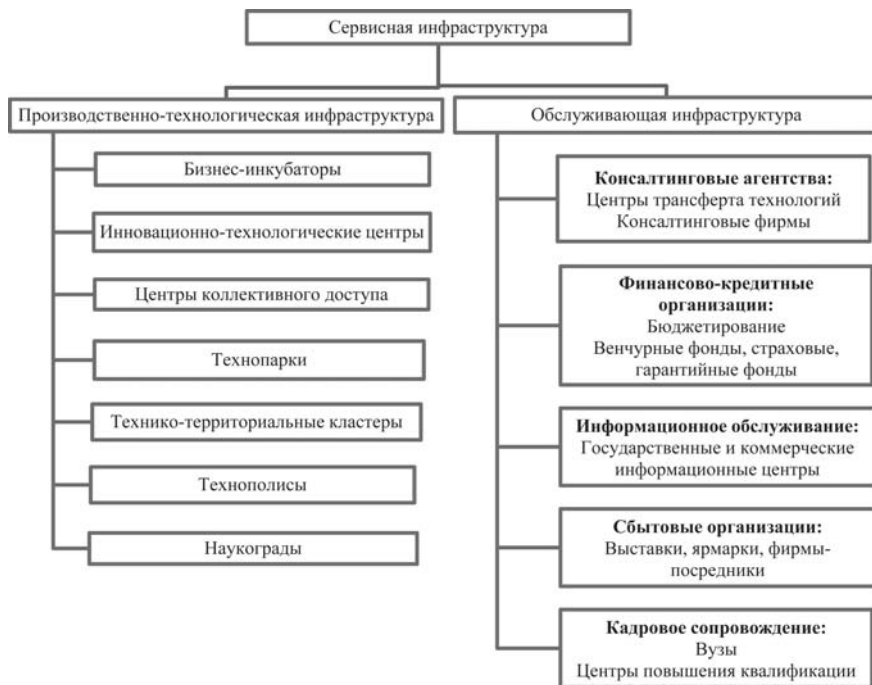 Сервисная инфраструктура
Производственно-технологическая инфраструктура
Бизнес-инкубаторы
Инновационно-технологические центры
Центры коллективного доступа
Технопарки
Технико-территориальные кластеры
Технополисы
Наукограды
Обслуживающая инфраструктура
Консалтинговые агентства:
Центры трансферта технологий
Консалтинговые фирмы
Финансово-кредитные
организации:
Бюджетирование
Венчурные фонды, страховые,
гарантийные фонды
Информационное обслуживание:
Государственные и коммерческие
информационные центры
Сбытовые организации:
Выставки, ярмарки, фирмы-
посредники
Кадровое сопровождение:
Вузы
Центры повышения квалификации